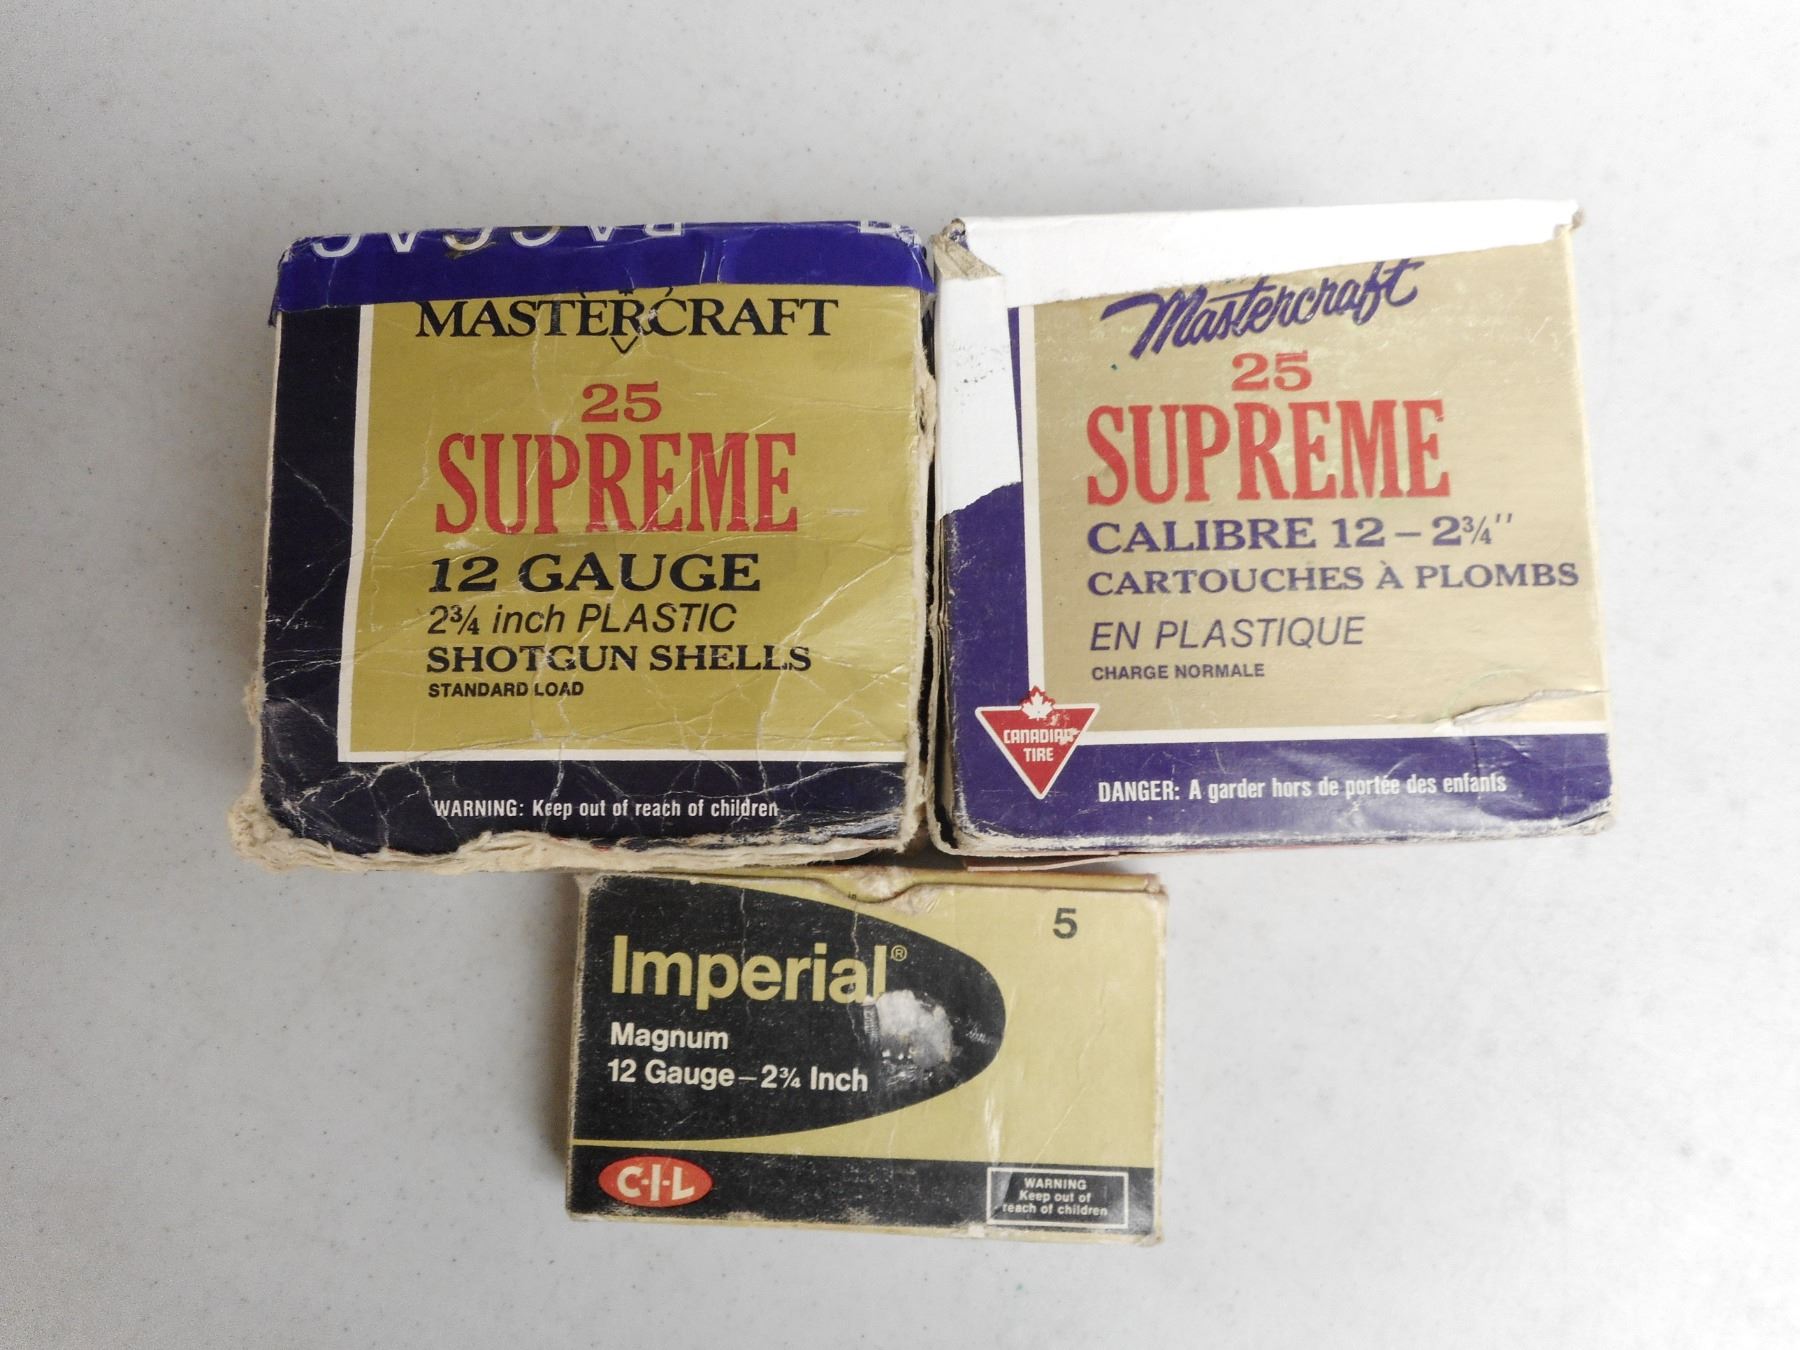 MASTERCRAFT
25
SUPREME
12 GAUGE
2¾ inch PLASTIC
SHOTGUN SHELLS
STANDARD LOAD
WARNING: Keep out of reach of children
Mastercraft
25
SUPREME
CALIBRE 12 – 2¾"
CARTOUCHES À PLOMBS
EN PLASTIQUE
CHARGE NORMALE
CANADIAN
TIRE
DANGER: A garder hors de portée des enfants
5
Imperial®
Magnum
12 Gauge – 2¾ Inch
C-I-L
WARNING
Keep out of
reach of children